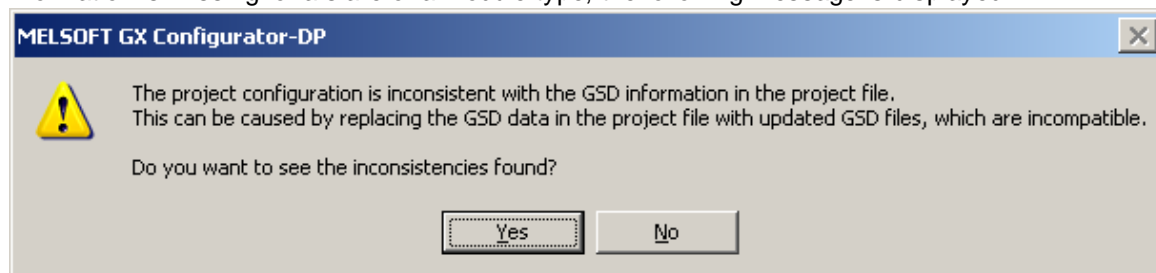 MELSOFT GX Configurator-DP
The project configuration is inconsistent with the GSD information in the project file.
This can be caused by replacing the GSD data in the project file with updated GSD files, which are incompatible.
Do you want to see the inconsistencies found?
Yes No